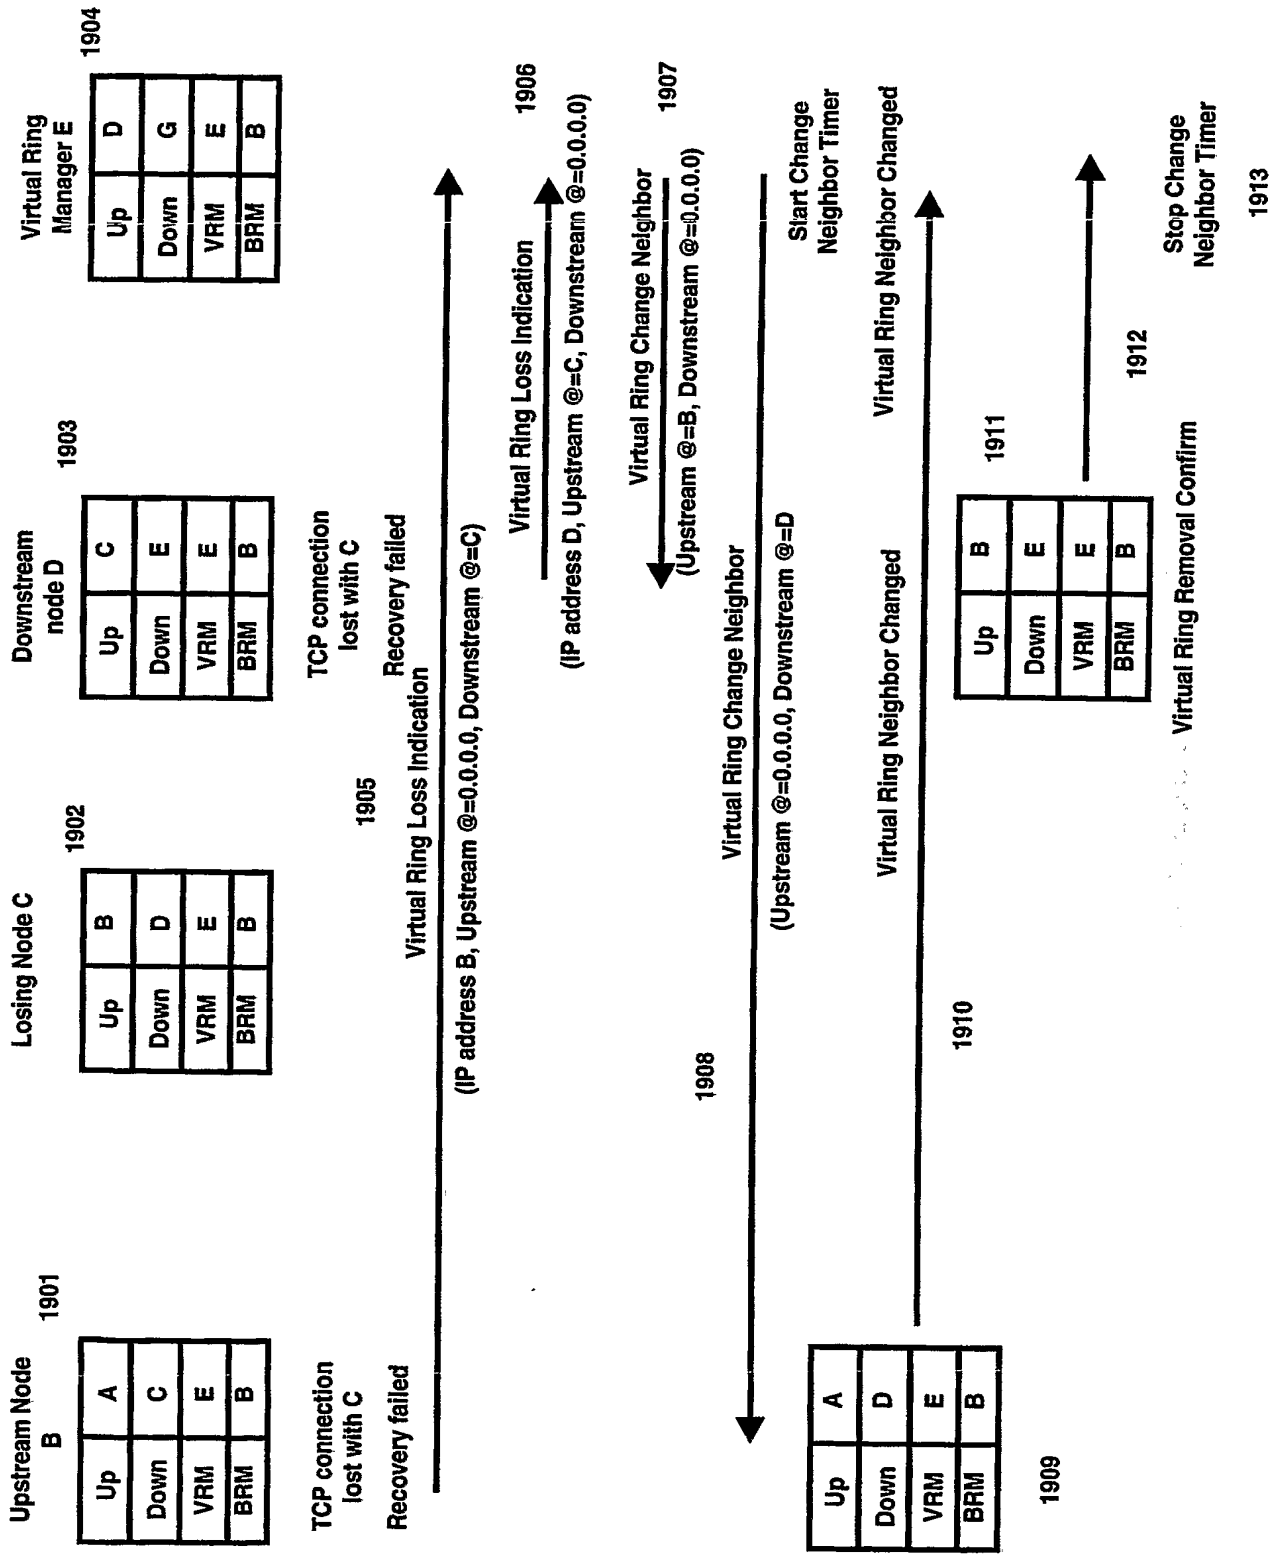 Upstream Node
B
1901
Up A
Down C
VRM E
BRM B
Losing Node C
1902
Up B
Down D
VRM E
BRM B
Downstream
node D
1903
Up C
Down E
VRM E
BRM B
Virtual Ring
Manager E
1904
Up D
Down G
VRM E
BRM B
TCP connection
lost with C
Recovery failed
TCP connection
lost with C
Recovery failed
1905
Virtual Ring Loss Indication
(IP address B, Upstream @=0.0.0.0, Downstream @=C)
Virtual Ring Loss Indication
1906
(IP address D, Upstream @=C, Downstream @=0.0.0.0)
Virtual Ring Change Neighbor
1907
(Upstream @=B, Downstream @=0.0.0.0)
1908
Virtual Ring Change Neighbor
(Upstream @=0.0.0.0, Downstream @=D
Start Change
Neighbor Timer
Up A
Down D
VRM E
BRM B
1909
Virtual Ring Neighbor Changed
Virtual Ring Neighbor Changed
1910
1911
Up B
Down E
VRM E
BRM B
1912
Virtual Ring Removal Confirm
Stop Change
Neighbor Timer
1913